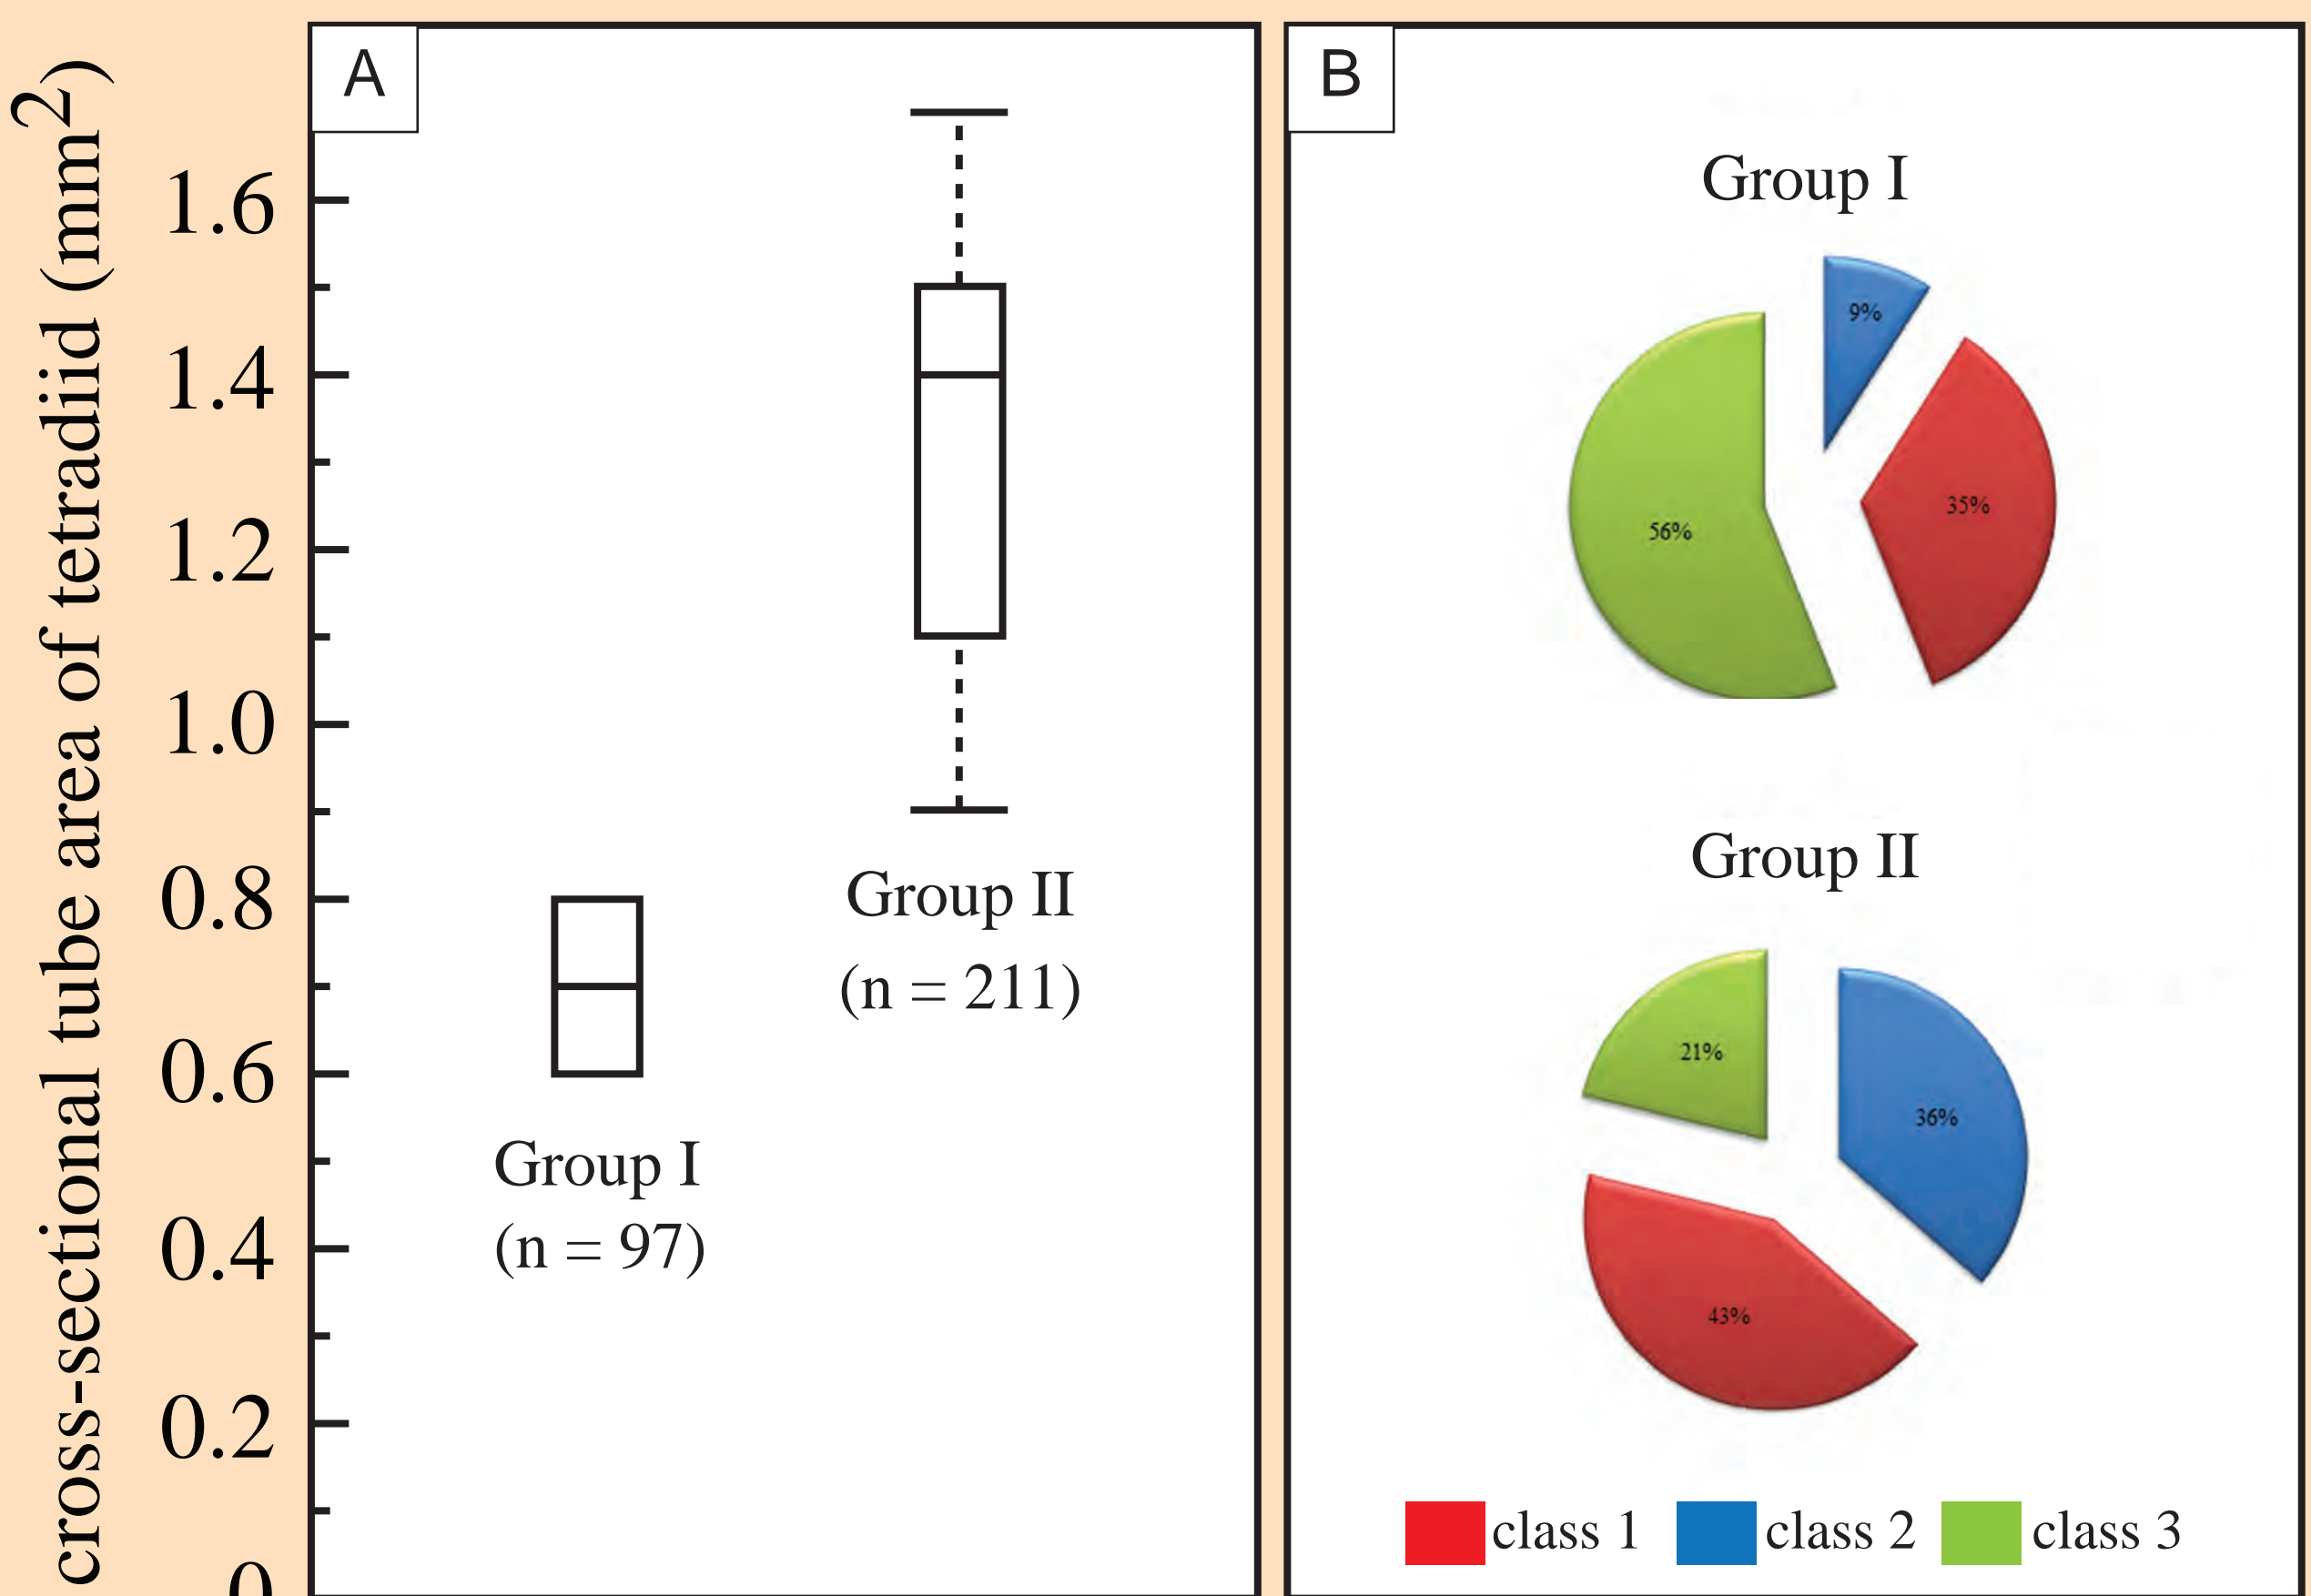 cross-sectional tube area of tetradiid (mm2)
A
1.6
1.4
1.2
1.0
0.8
0.6
0.4
0.2
0
Group II
(n = 211)
Group I
(n = 97)
B
Group I
9%
35%
56%
Group II
21%
36%
43%
class 1 class 2 class 3